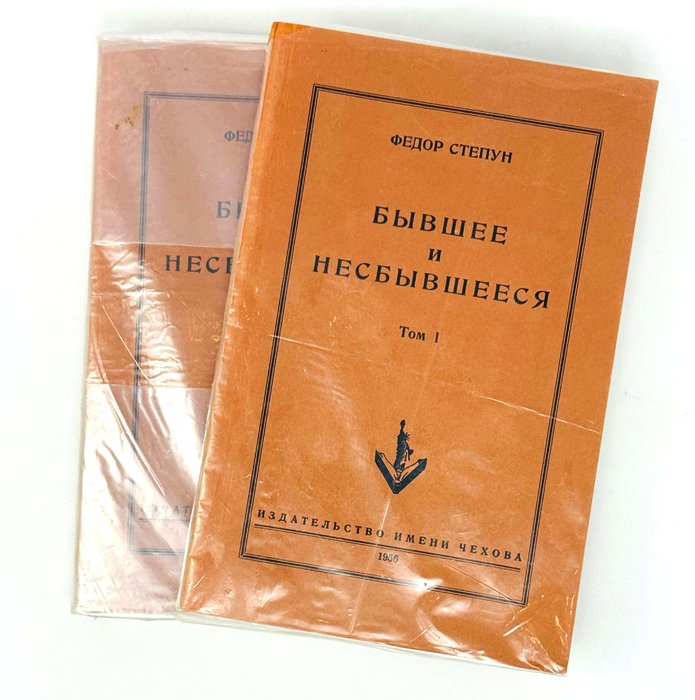 ФЕДОР СТЕПУН
БЫВШЕЕ
и
НЕСБЫВШЕЕСЯ
Том I
ИЗДАТЕЛЬСТВО ИМЕНИ ЧЕХОВА
1956